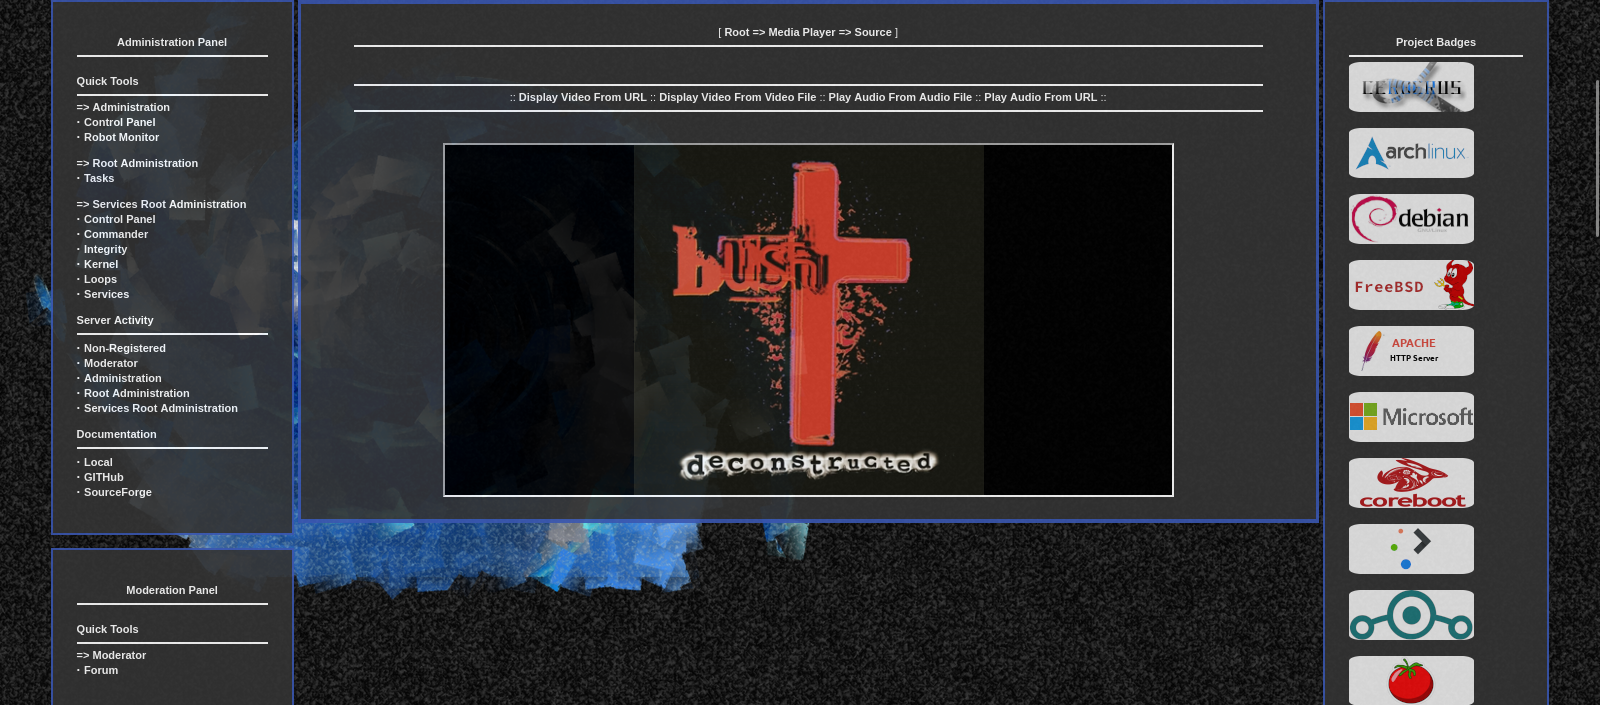 Administration Panel
Quick Tools
=> Administration
· Control Panel
· Robot Monitor
=> Root Administration
· Tasks
=> Services Root Administration
· Control Panel
· Commander
· Integrity
· Kernel
· Loops
· Services
Server Activity
· Non-Registered
· Moderator
· Administration
· Root Administration
· Services Root Administration
Documentation
· Local
· GITHub
· SourceForge
Moderation Panel
Quick Tools
=> Moderator
· Forum
[ Root => Media Player => Source ]
:: Display Video From URL :: Display Video From Video File :: Play Audio From Audio File :: Play Audio From URL ::
bush
deconstructed
Project Badges
CERBERUS
archlinux
debian
FreeBSD
APACHE
HTTP Server
Microsoft
coreboot